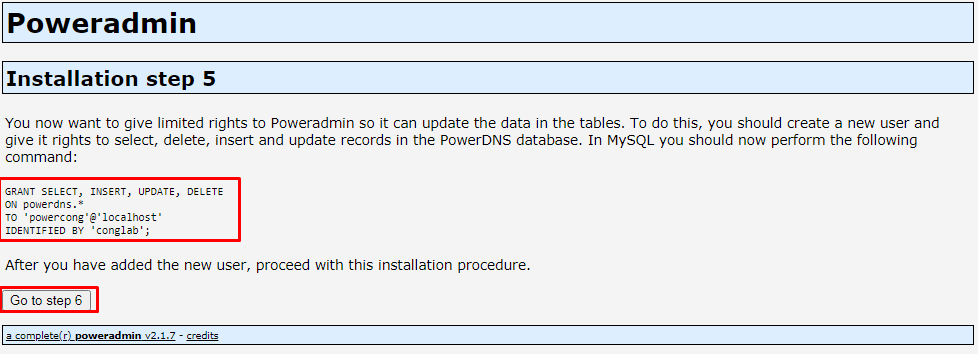 Poweradmin
Installation step 5
You now want to give limited rights to Poweradmin so it can update the data in the tables. To do this, you should create a new user and
give it rights to select, delete, insert and update records in the PowerDNS database. In MySQL you should now perform the following
command:
GRANT SELECT, INSERT, UPDATE, DELETE
ON powerdns.*
TO 'powercong'@'localhost'
IDENTIFIED BY 'conglab';
After you have added the new user, proceed with this installation procedure.
Go to step 6
a complete(r) poweradmin v2.1.7 - credits